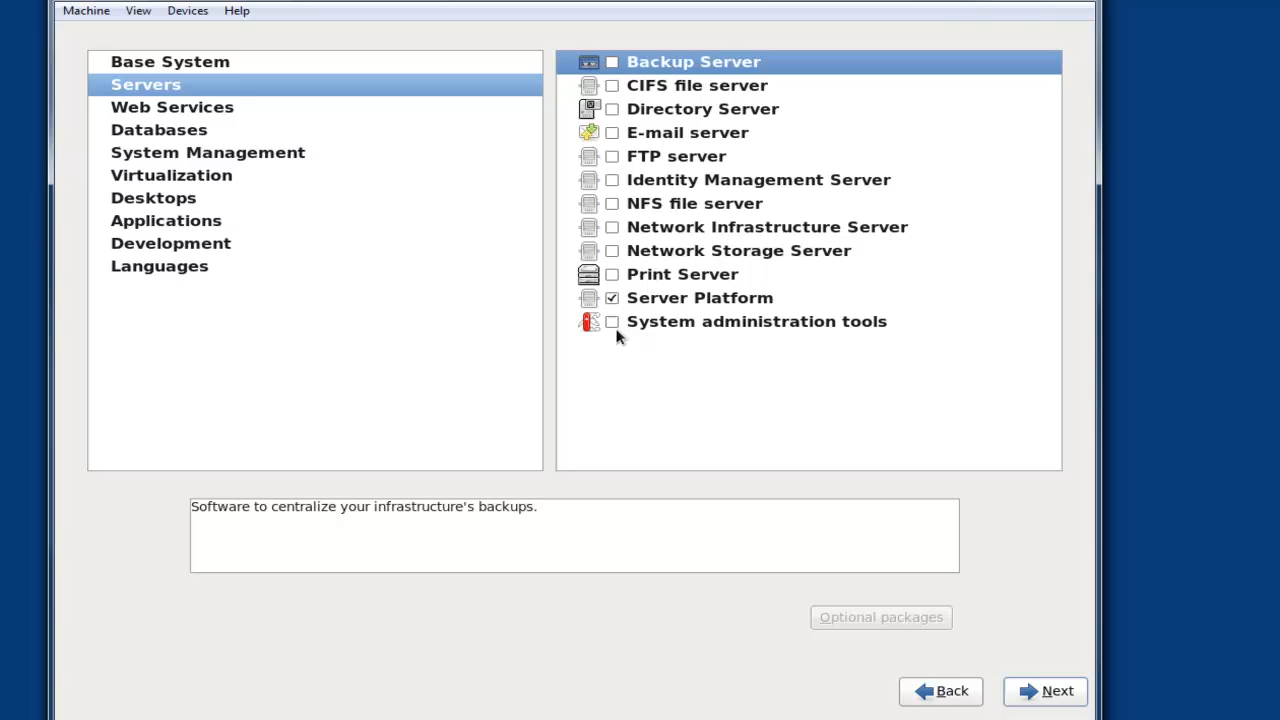 Machine View Devices Help
Base System
Servers
Web Services
Databases
System Management
Virtualization
Desktops
Applications
Development
Languages
Backup Server
CIFS file server
Directory Server
E-mail server
FTP server
Identity Management Server
NFS file server
Network Infrastructure Server
Network Storage Server
Print Server
Server Platform
System administration tools
Software to centralize your infrastructure's backups.
Optional packages
Back
Next